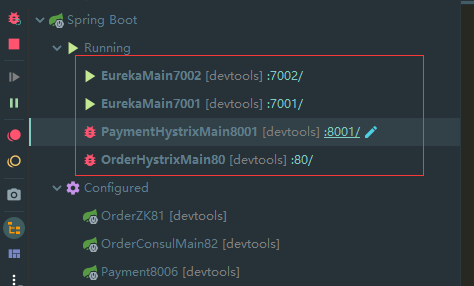 Spring Boot
Running
EurekaMain7002 [devtools] :7002/
EurekaMain7001 [devtools] :7001/
PaymentHystrixMain8001 [devtools] :8001/
OrderHystrixMain80 [devtools] :80/
Configured
OrderZK81 [devtools]
OrderConsulMain82 [devtools]
Payment8006 [devtools]